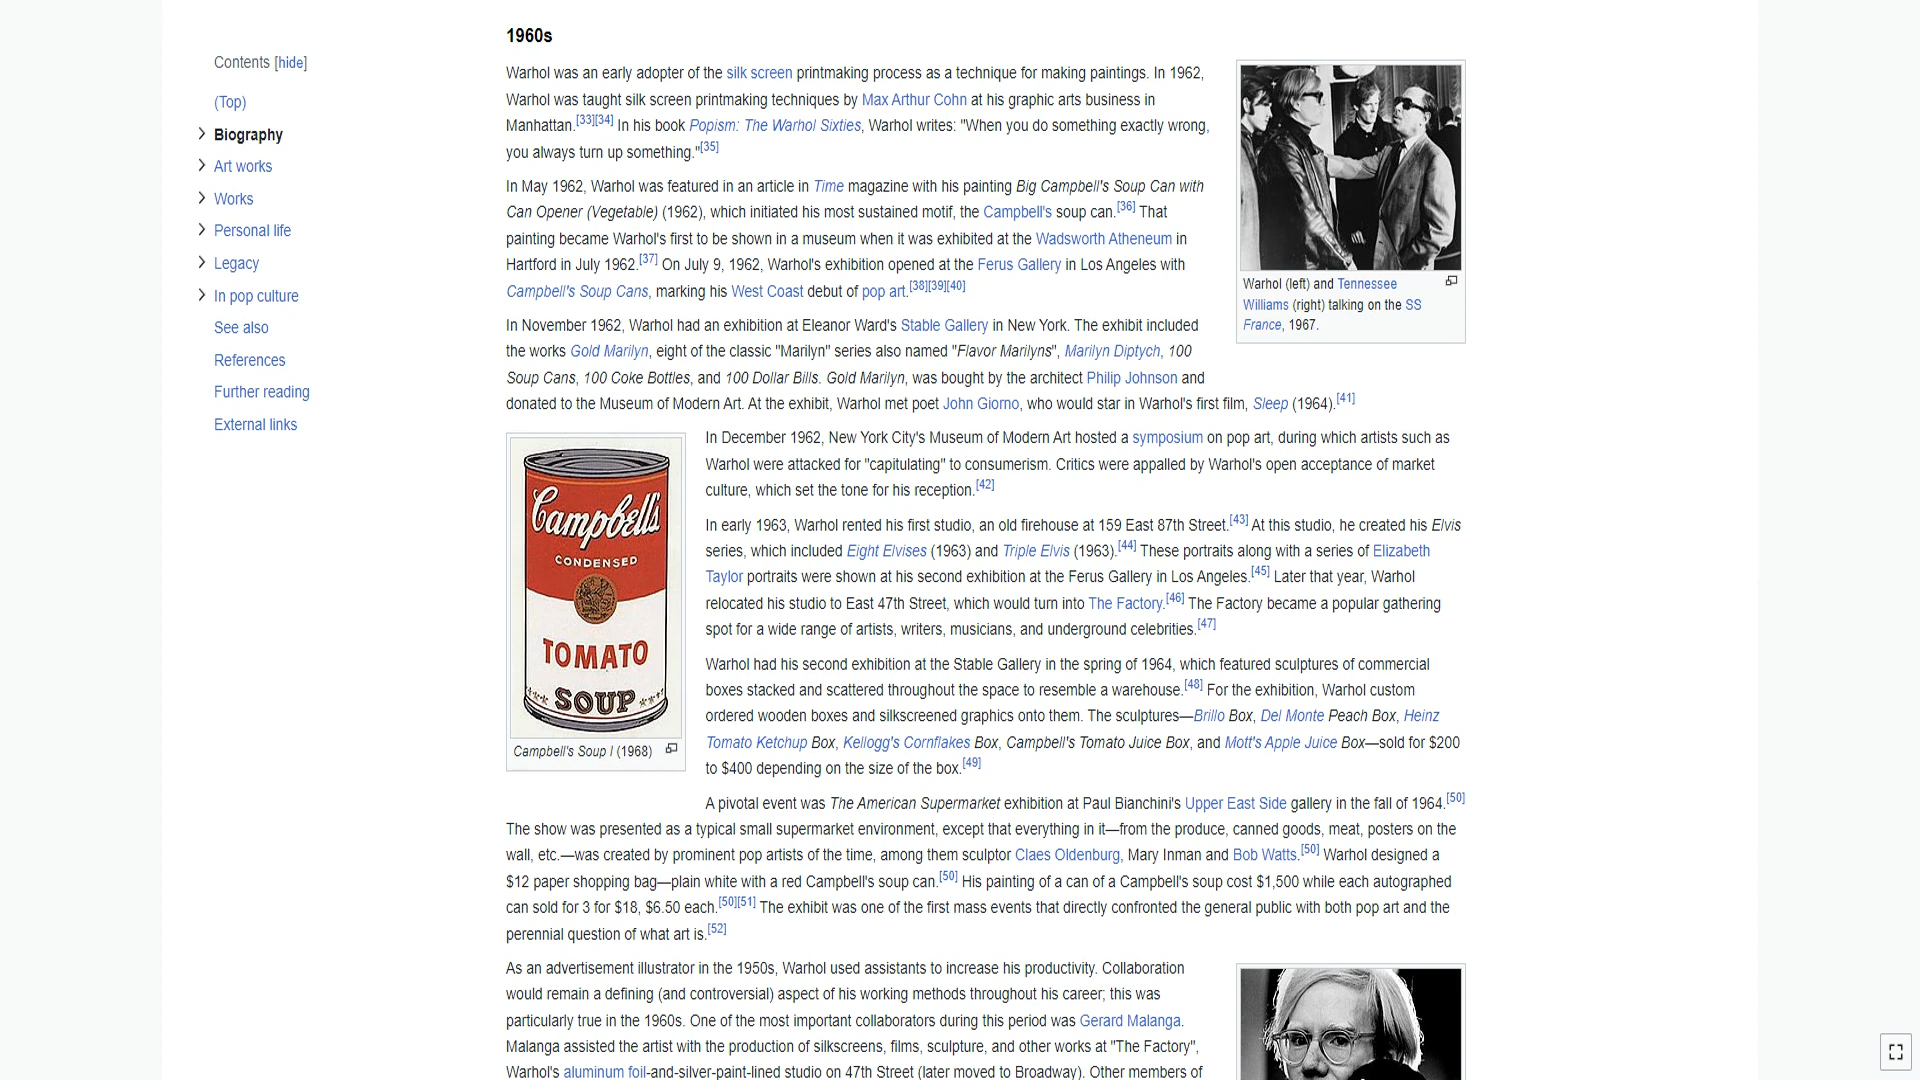 Contents [hide]
(Top)
Biography
Art works
Works
Personal life
Legacy
In pop culture
See also
References
Further reading
External links
1960s
Warhol was an early adopter of the silk screen printmaking process as a technique for making paintings. In 1962,
Warhol was taught silk screen printmaking techniques by Max Arthur Cohn at his graphic arts business in
Manhattan.[33][34] In his book Popism: The Warhol Sixties, Warhol writes: "When you do something exactly wrong,
you always turn up something."[35]
In May 1962, Warhol was featured in an article in Time magazine with his painting Big Campbell's Soup Can with
Can Opener (Vegetable) (1962), which initiated his most sustained motif, the Campbell's soup can.[36] That
painting became Warhol's first to be shown in a museum when it was exhibited at the Wadsworth Atheneum in
Hartford in July 1962.[37] On July 9, 1962, Warhol's exhibition opened at the Ferus Gallery in Los Angeles with
Campbell's Soup Cans, marking his West Coast debut of pop art.[38][39][40]
Warhol (left) and Tennessee
Williams (right) talking on the SS
France, 1967.
In November 1962, Warhol had an exhibition at Eleanor Ward's Stable Gallery in New York. The exhibit included
the works Gold Marilyn, eight of the classic "Marilyn" series also named "Flavor Marilyns", Marilyn Diptych, 100
Soup Cans, 100 Coke Bottles, and 100 Dollar Bills. Gold Marilyn, was bought by the architect Philip Johnson and
donated to the Museum of Modern Art. At the exhibit, Warhol met poet John Giorno, who would star in Warhol's first film, Sleep (1964).[41]
Campbell's
CONDENSED
TOMATO
SOUP
Campbell's Soup I (1968)
In December 1962, New York City's Museum of Modern Art hosted a symposium on pop art, during which artists such as
Warhol were attacked for "capitulating" to consumerism. Critics were appalled by Warhol's open acceptance of market
culture, which set the tone for his reception.[42]
In early 1963, Warhol rented his first studio, an old firehouse at 159 East 87th Street.[43] At this studio, he created his Elvis
series, which included Eight Elvises (1963) and Triple Elvis (1963).[44] These portraits along with a series of Elizabeth
Taylor portraits were shown at his second exhibition at the Ferus Gallery in Los Angeles.[45] Later that year, Warhol
relocated his studio to East 47th Street, which would turn into The Factory.[46] The Factory became a popular gathering
spot for a wide range of artists, writers, musicians, and underground celebrities.[47]
Warhol had his second exhibition at the Stable Gallery in the spring of 1964, which featured sculptures of commercial
boxes stacked and scattered throughout the space to resemble a warehouse.[48] For the exhibition, Warhol custom
ordered wooden boxes and silkscreened graphics onto them. The sculptures—Brillo Box, Del Monte Peach Box, Heinz
Tomato Ketchup Box, Kellogg's Cornflakes Box, Campbell's Tomato Juice Box, and Mott's Apple Juice Box—sold for $200
to $400 depending on the size of the box.[49]
A pivotal event was The American Supermarket exhibition at Paul Bianchini's Upper East Side gallery in the fall of 1964.[50]
The show was presented as a typical small supermarket environment, except that everything in it—from the produce, canned goods, meat, posters on the
wall, etc.—was created by prominent pop artists of the time, among them sculptor Claes Oldenburg, Mary Inman and Bob Watts.[50] Warhol designed a
$12 paper shopping bag—plain white with a red Campbell's soup can.[50] His painting of a can of a Campbell's soup cost $1,500 while each autographed
can sold for 3 for $18, $6.50 each.[50][51] The exhibit was one of the first mass events that directly confronted the general public with both pop art and the
perennial question of what art is.[52]
As an advertisement illustrator in the 1950s, Warhol used assistants to increase his productivity. Collaboration
would remain a defining (and controversial) aspect of his working methods throughout his career; this was
particularly true in the 1960s. One of the most important collaborators during this period was Gerard Malanga.
Malanga assisted the artist with the production of silkscreens, films, sculpture, and other works at "The Factory",
Warhol's aluminum foil-and-silver-paint-lined studio on 47th Street (later moved to Broadway). Other members of